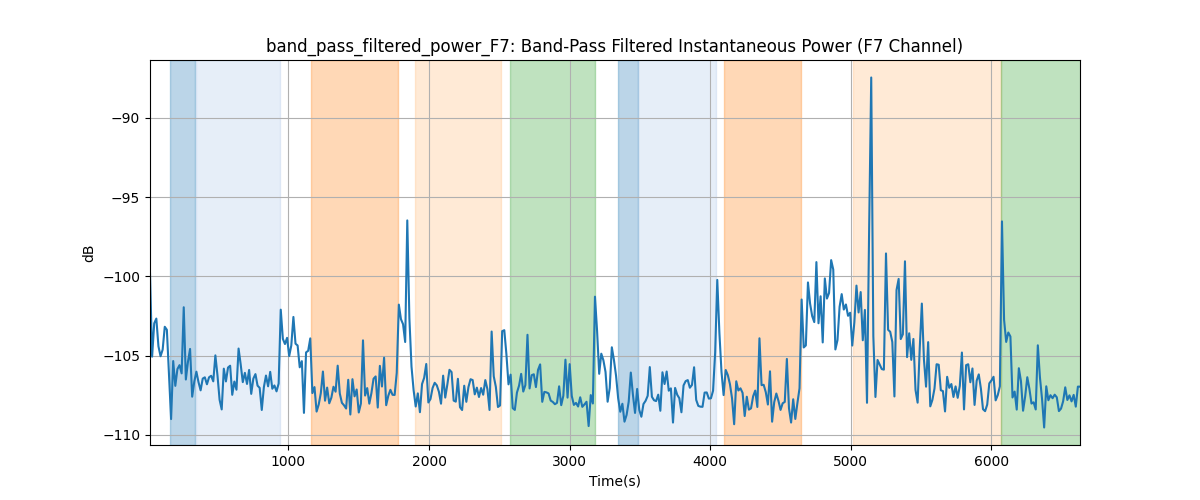 band_pass_filtered_power_F7: Band-Pass Filtered Instantaneous Power (F7 Channel)
−90
−95
−100
−105
−110
dB
1000 2000 3000 4000 5000 6000
Time(s)